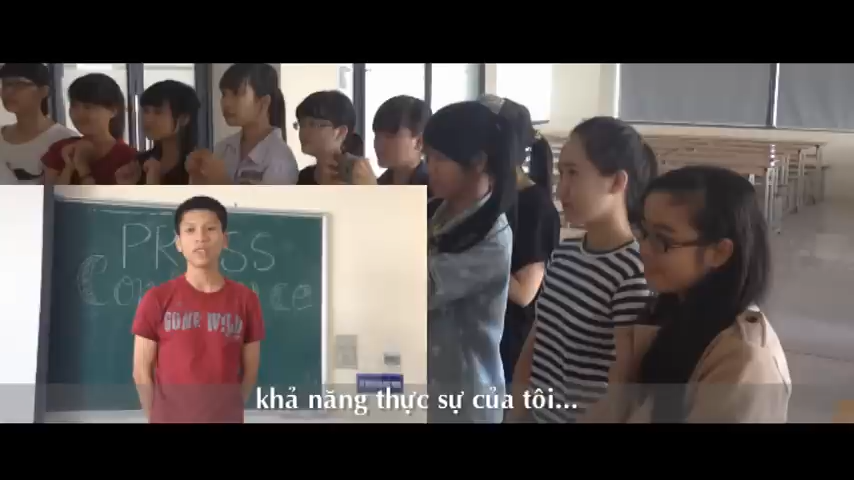 PRESS
Conference
GONE WILD
khả năng thực sự của tôi...